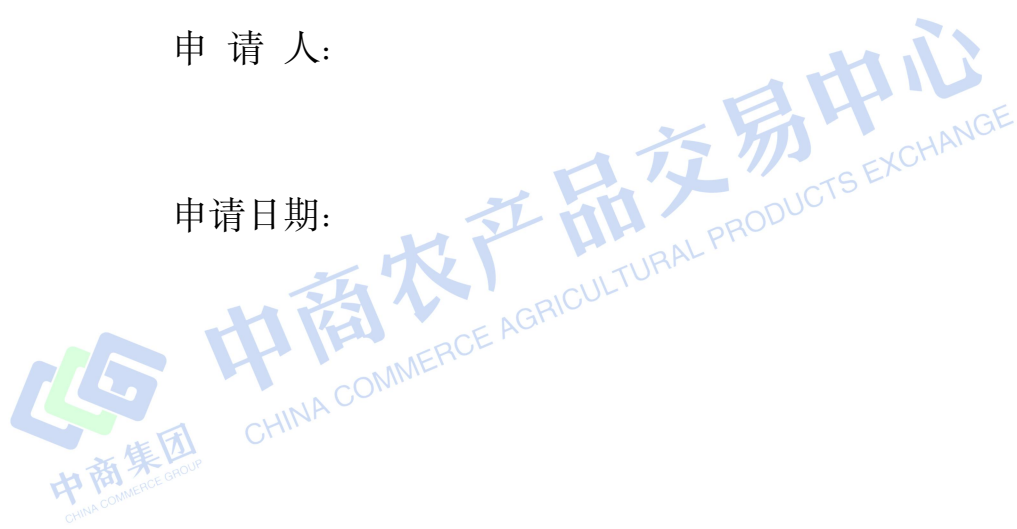 申 请 人:
申请日期:
中商农产品交易中心
CHINA COMMERCE AGRICULTURAL PRODUCTS EXCHANGE
中商集团
CHINA COMMERCE GROUP